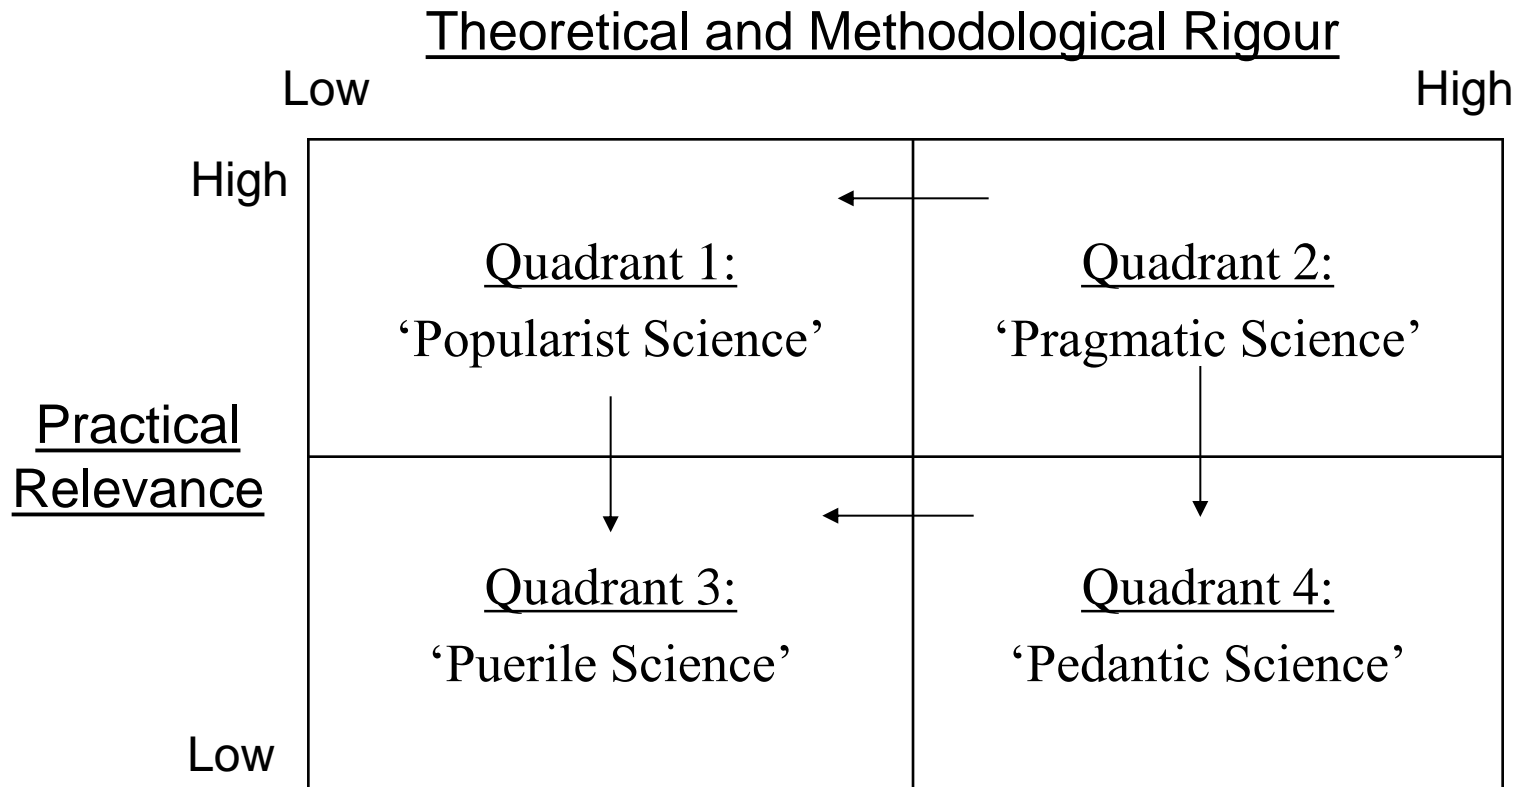 Theoretical and Methodological Rigour
Low
High
High
Quadrant 1:
‘Popularist Science’
Quadrant 2:
‘Pragmatic Science’
Practical
Relevance
Quadrant 3:
‘Puerile Science’
Quadrant 4:
‘Pedantic Science’
Low